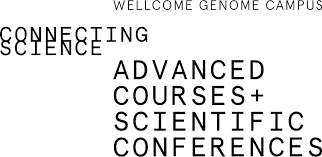 WELLCOME GENOME CAMPUS
CONNECTING
SCIENCE
ADVANCED
COURSES+
SCIENTIFIC
CONFERENCES